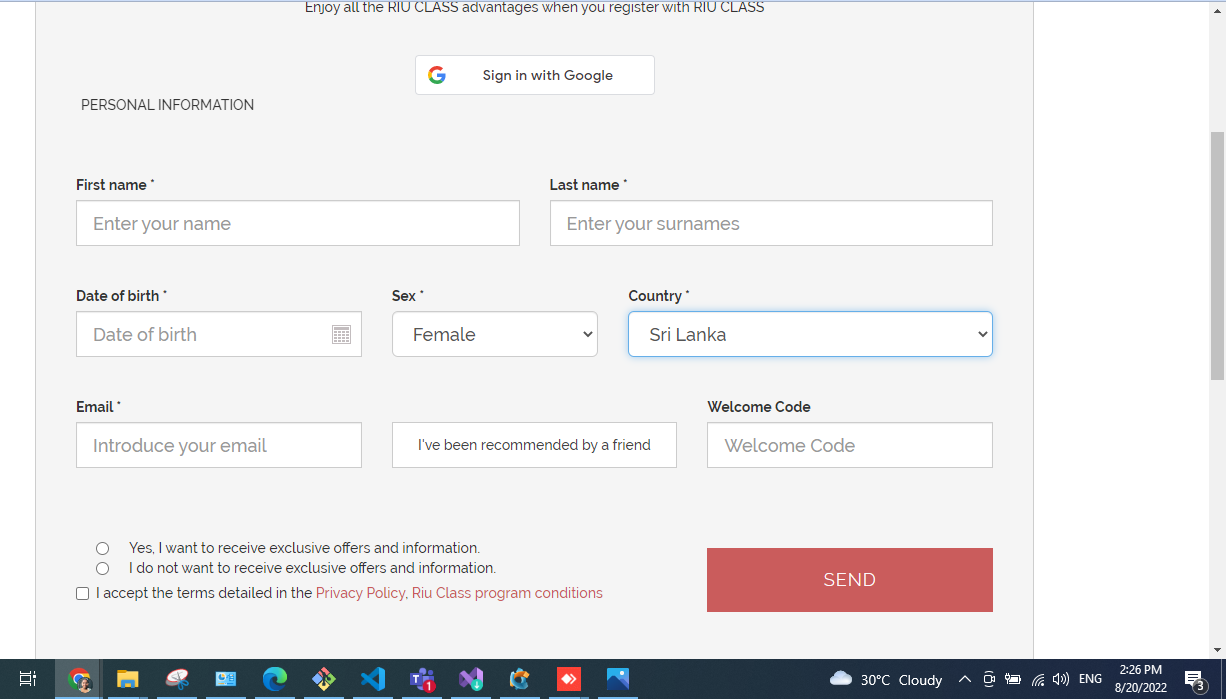 Enjoy all the RIU CLASS advantages when you register with RIU CLASS
Sign in with Google
PERSONAL INFORMATION
First name *
Last name *
Enter your name
Enter your surnames
Date of birth *
Sex *
Country *
Date of birth
Female
Sri Lanka
Email *
Welcome Code
Introduce your email
I've been recommended by a friend
Welcome Code
Yes, I want to receive exclusive offers and information.
I do not want to receive exclusive offers and information.
SEND
I accept the terms detailed in the Privacy Policy, Riu Class program conditions
1
30°C Cloudy
ENG
2:26 PM
8/20/2022
3